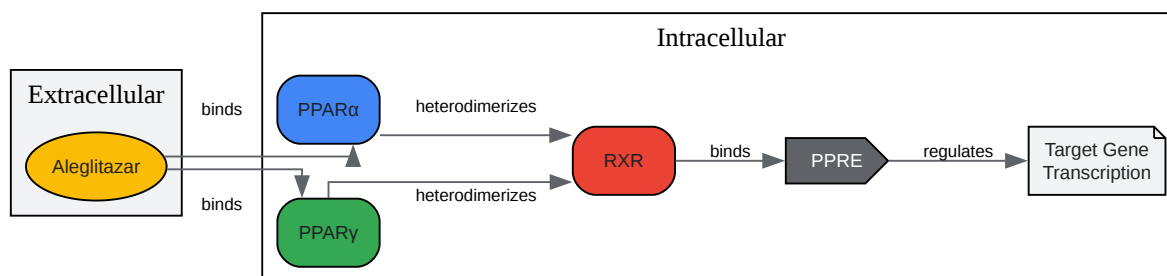 Intracellular
Extracellular
binds
PPARα
heterodimerizes
Aleglitazar
RXR
binds
PPRE
regulates
Target Gene
Transcription
binds
heterodimerizes
PPARγ